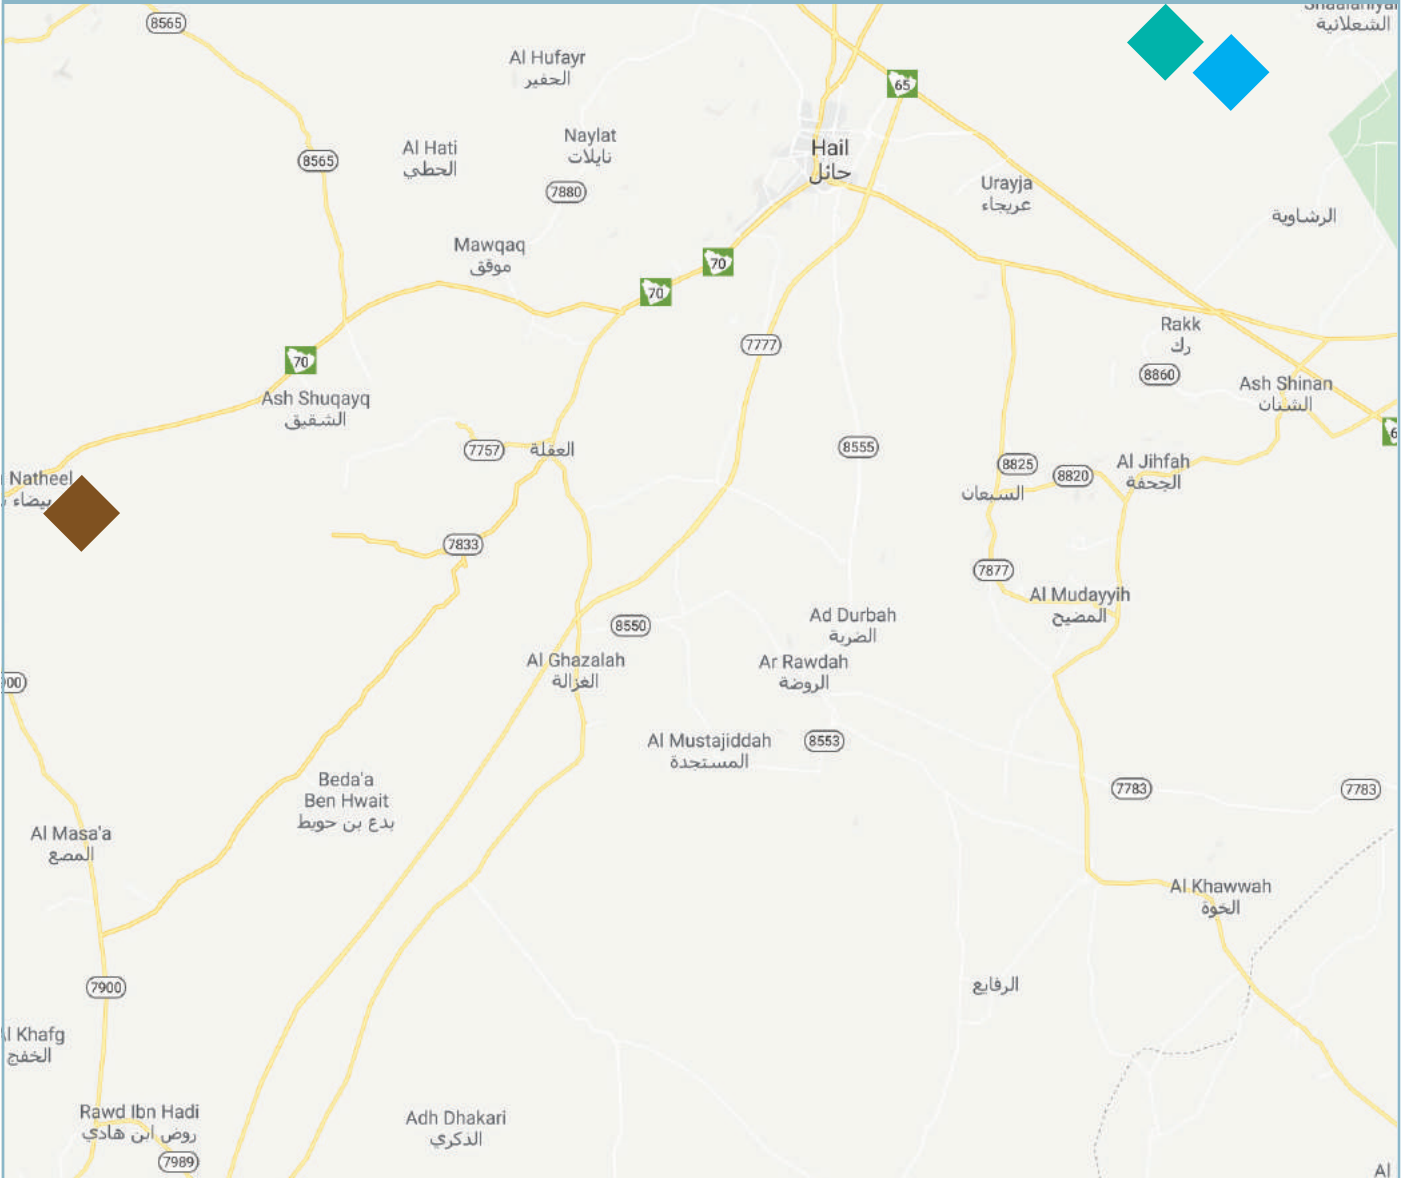 8565
الشعلانية
Al Hufayr
الحفير
65
Hail
حائل
Naylat
نايلات
Al Hati
الحطي
8565
7880
Urayja
عريجاء
الرشاوية
Mawqaq
موقق
70
70
7777
Rakk
رك
8860
70
Ash Shuqayq
الشقيق
Ash Shinan
الشنان
6
7757
العقلة
8555
8825
8820
Al Jihfah
الجحفة
السبعان
Natheel
بيضاء
7833
7877
Al Mudayyih
المضيح
Ad Durbah
الضربة
8550
Al Ghazalah
الغزالة
Ar Rawdah
الروضة
00
Al Mustajiddah
المستجدة
8553
7783
7783
Beda'a
Ben Hwait
بدع بن حويط
Al Masa'a
المصع
Al Khawwah
الخوة
7900
الرفايع
l Khafg
الخفج
Rawd Ibn Hadi
روض ابن هادي
7989
Adh Dhakari
الذكري
Al